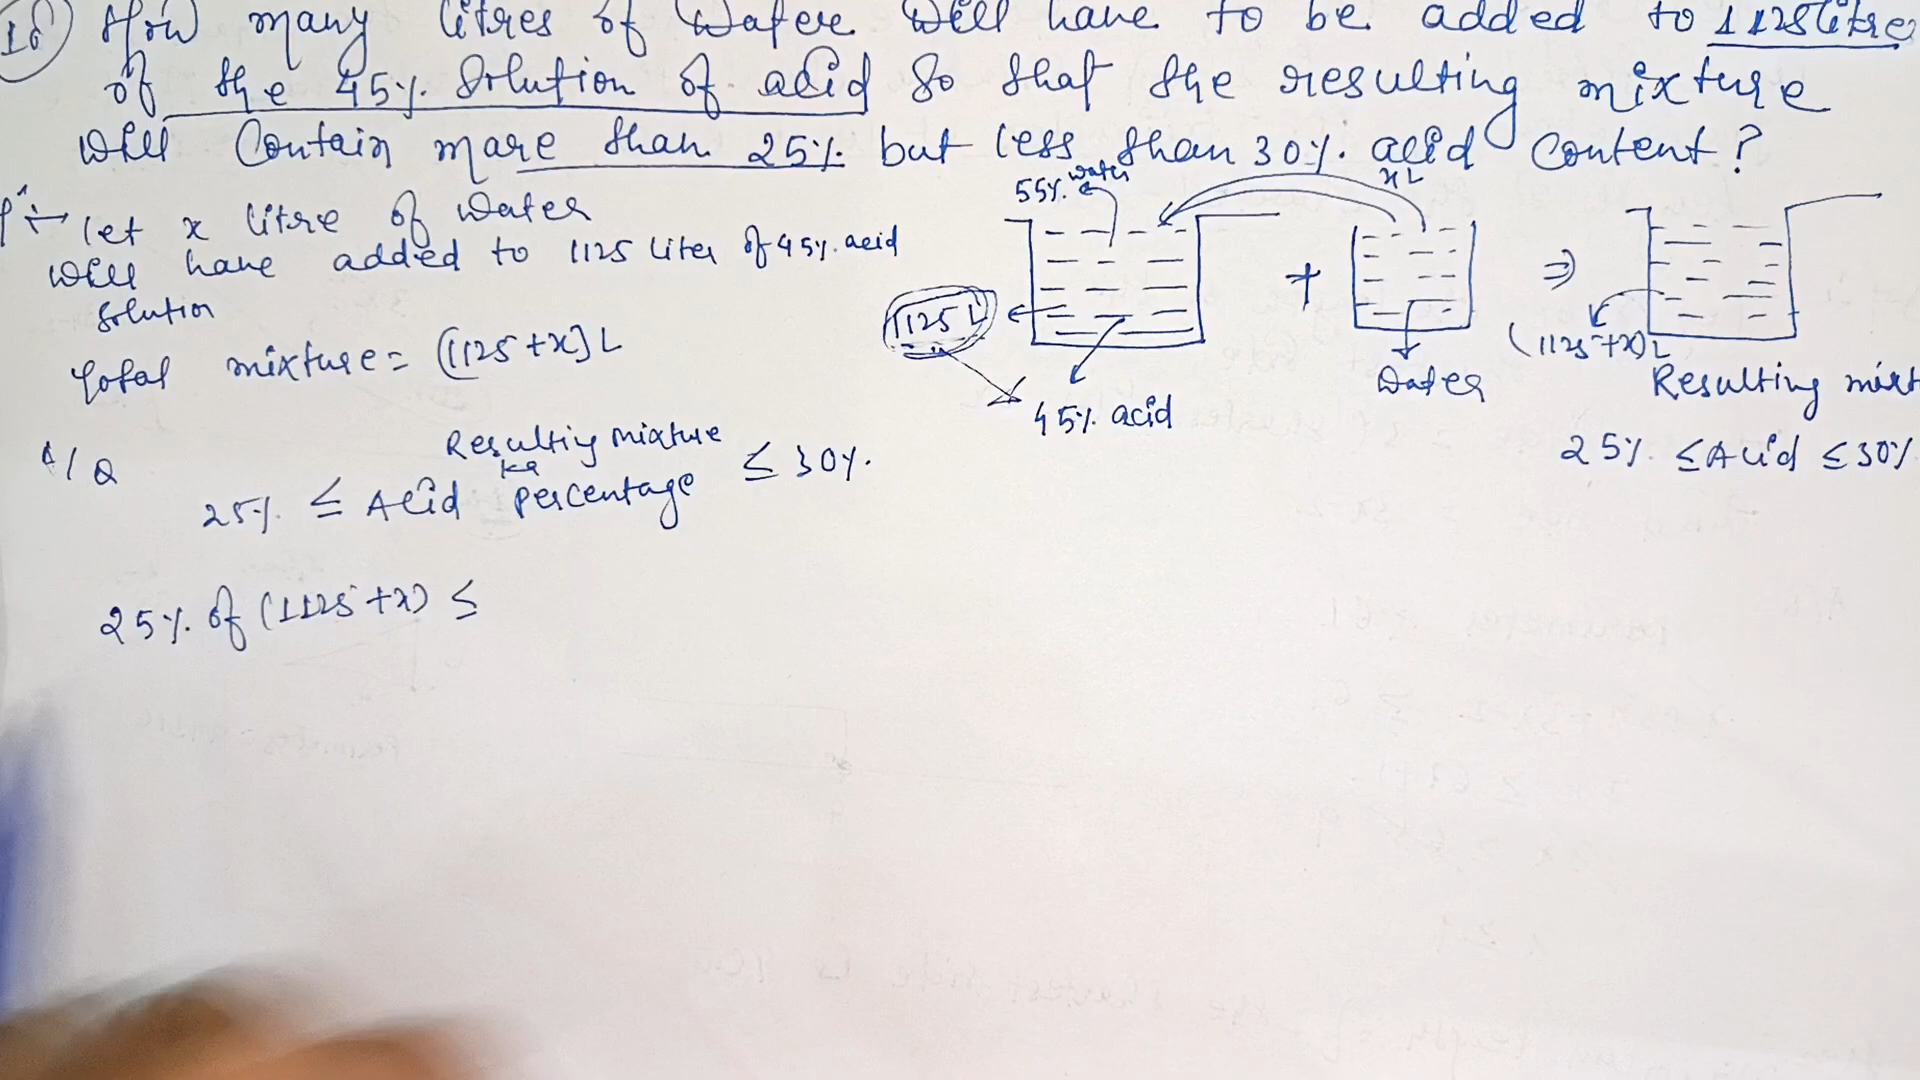 How many litres of water will have to be added to 1125 litre
of the 45% Solution of acid So that the resulting mixture
will Contain more than 25% but less than 30% acid Content?
let x litre of water
will have added to 1125 liter of 45% acid
Solution
Total mixture = (1125 + x) L
25% ≤ Acid percentage ≤ 30%
Resulting mixture
ka
25% of (1125 + x) ≤
55% water
x L
1125 L
45% acid
+
Water
⇒
(1125 + x) L
Resulting mixt
25% ≤ Acid ≤ 30%
A/Q